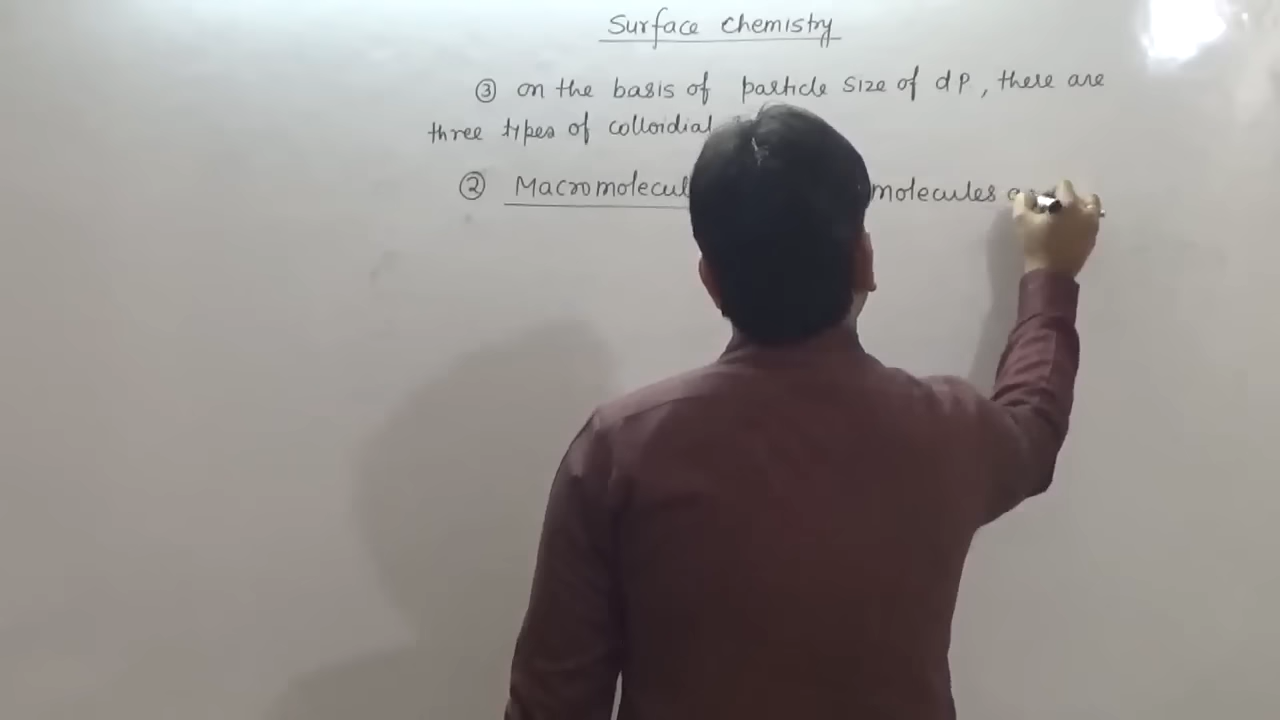 Surface Chemistry
③ on the basis of particle size of dp, there are
three types of colloidial
② Macromolecul molecules